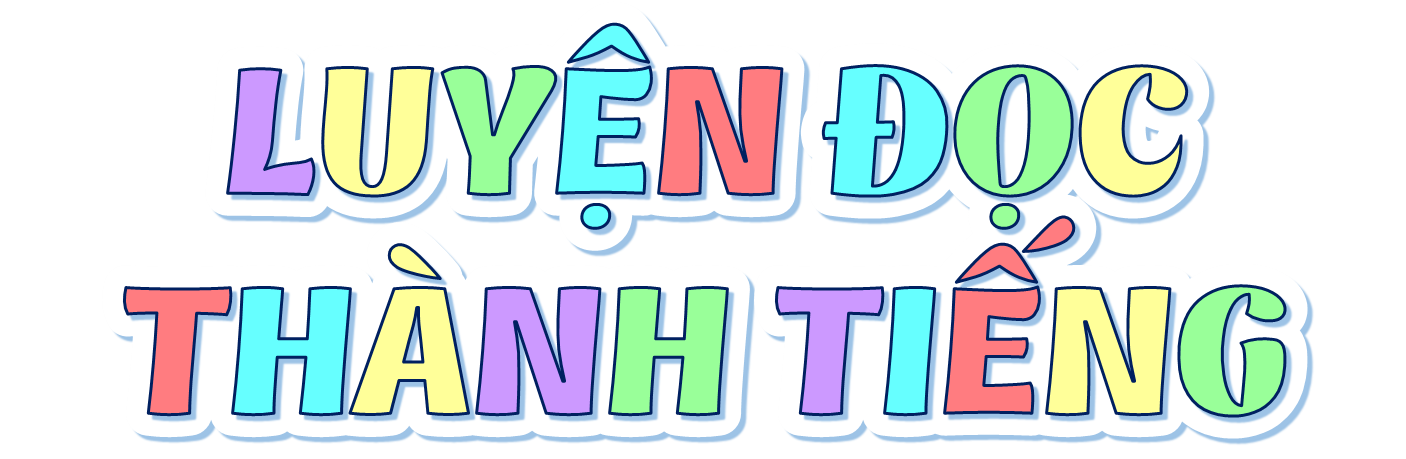 LUYỆN ĐỌC
THÀNH TIẾNG